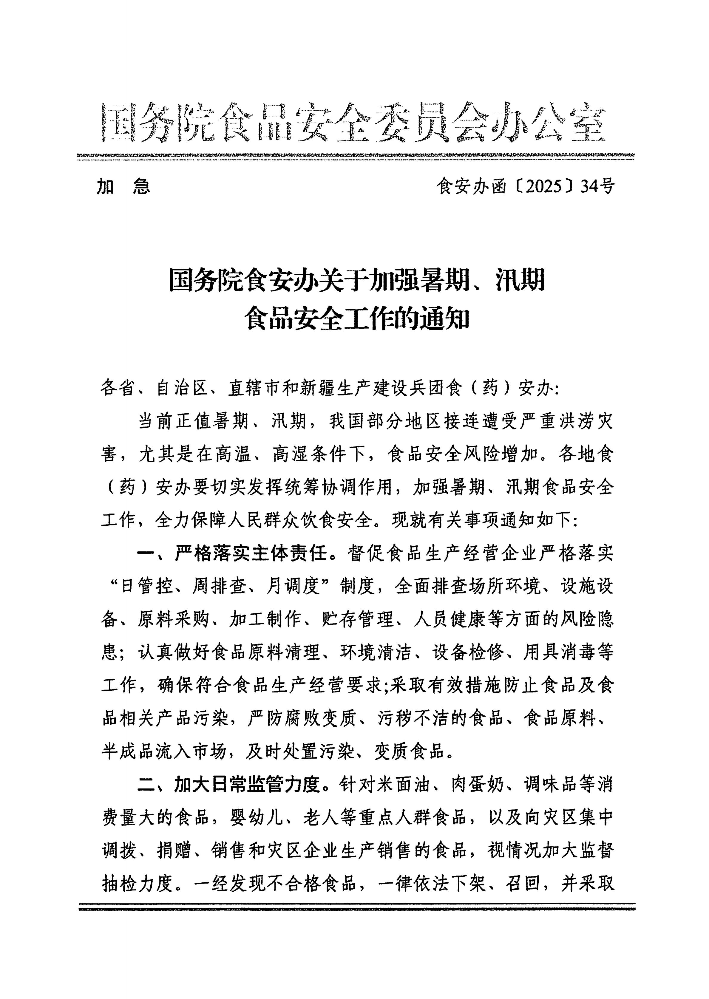 国务院食品安全委员会办公室
加 急 食安办函〔2025〕34号
国务院食安办关于加强暑期、汛期
食品安全工作的通知
各省、自治区、直辖市和新疆生产建设兵团食（药）安办：
当前正值暑期、汛期，我国部分地区接连遭受严重洪涝灾
害，尤其是在高温、高湿条件下，食品安全风险增加。各地食
（药）安办要切实发挥统筹协调作用，加强暑期、汛期食品安全
工作，全力保障人民群众饮食安全。现就有关事项通知如下：
一、严格落实主体责任。督促食品生产经营企业严格落实
“日管控、周排查、月调度”制度，全面排查场所环境、设施设
备、原料采购、加工制作、贮存管理、人员健康等方面的风险隐
患；认真做好食品原料清理、环境清洁、设备检修、用具消毒等
工作，确保符合食品生产经营要求;采取有效措施防止食品及食
品相关产品污染，严防腐败变质、污秽不洁的食品、食品原料、
半成品流入市场，及时处置污染、变质食品。
二、加大日常监管力度。针对米面油、肉蛋奶、调味品等消
费量大的食品，婴幼儿、老人等重点人群食品，以及向灾区集中
调拨、捐赠、销售和灾区企业生产销售的食品，视情况加大监督
抽检力度。一经发现不合格食品，一律依法下架、召回，并采取